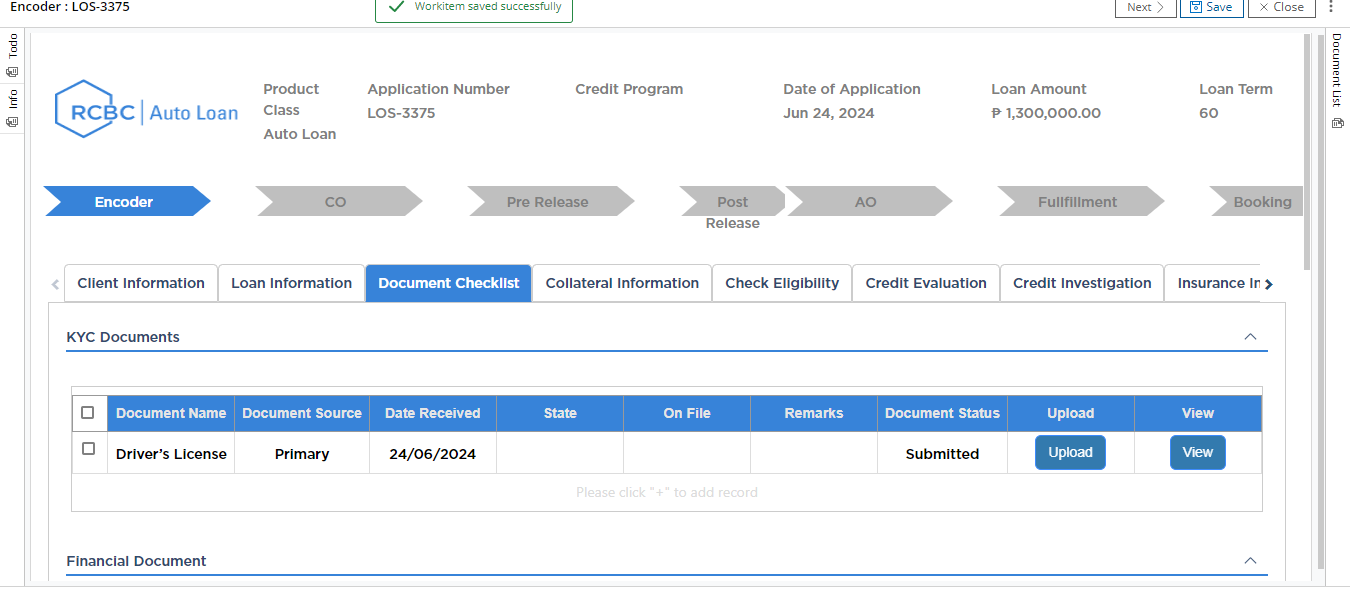 Encoder : LOS-3375
Workitem saved successfully
Next
Save
Close
Todo
Info
Document List
RCBC Auto Loan
Product Class
Auto Loan
Application Number
LOS-3375
Credit Program
Date of Application
Jun 24, 2024
Loan Amount
₱ 1,300,000.00
Loan Term
60
Encoder
CO
Pre Release
Post Release
AO
Fullfillment
Booking
Client Information
Loan Information
Document Checklist
Collateral Information
Check Eligibility
Credit Evaluation
Credit Investigation
Insurance In
KYC Documents
Document Name Document Source Date Received State On File Remarks Document Status Upload View
Driver's License Primary 24/06/2024 Submitted Upload View
Please click "+" to add record
Financial Document